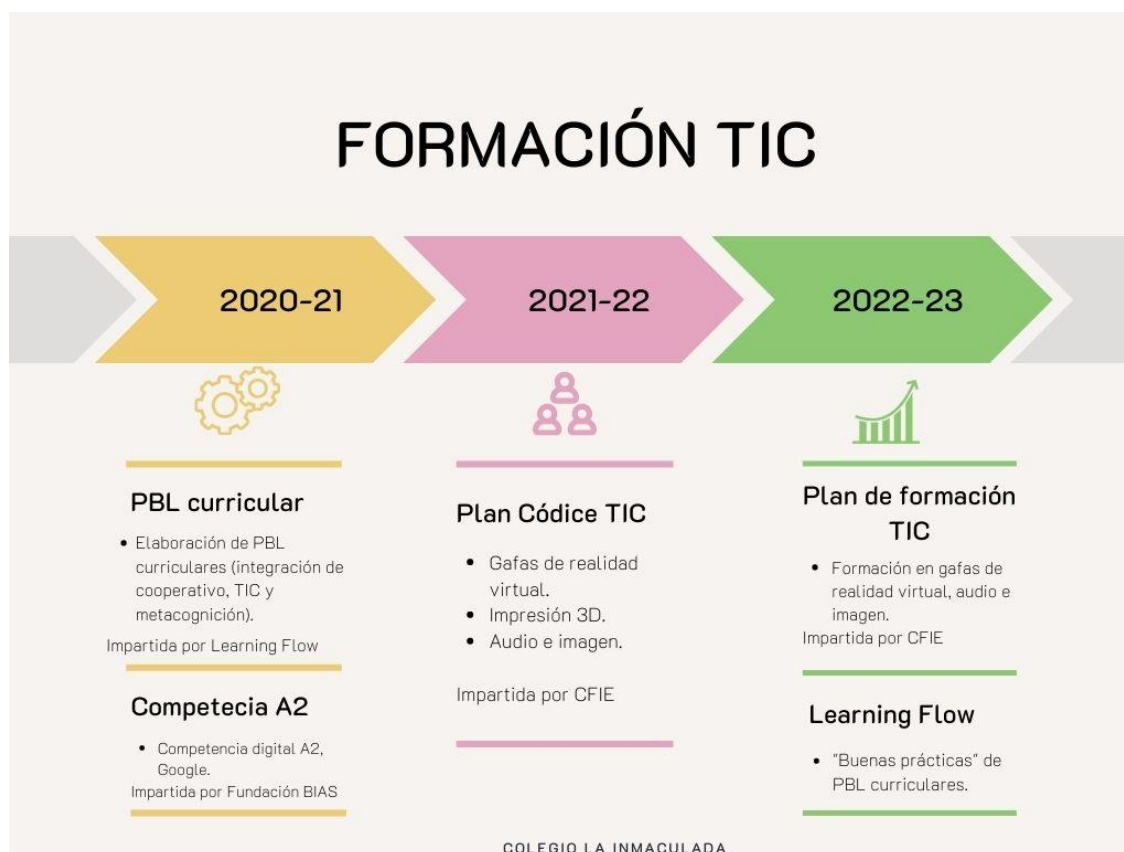 FORMACIÓN TIC
2020-21
2021-22
2022-23
PBL curricular
• Elaboración de PBL
curriculares (integración de
cooperativo, TIC y
metacognición).
Impartida por Learning Flow
Competecia A2
• Competencia digital A2,
Google.
Impartida por Fundación BIAS
Plan Códice TIC
• Gafas de realidad
virtual.
• Impresión 3D.
• Audio e imagen.
Impartida por CFIE
Plan de formación
TIC
• Formación en gafas de
realidad virtual, audio e
imagen.
Impartida por CFIE
Learning Flow
• "Buenas prácticas" de
PBL curriculares.
COLEGIO LA INMACULADA